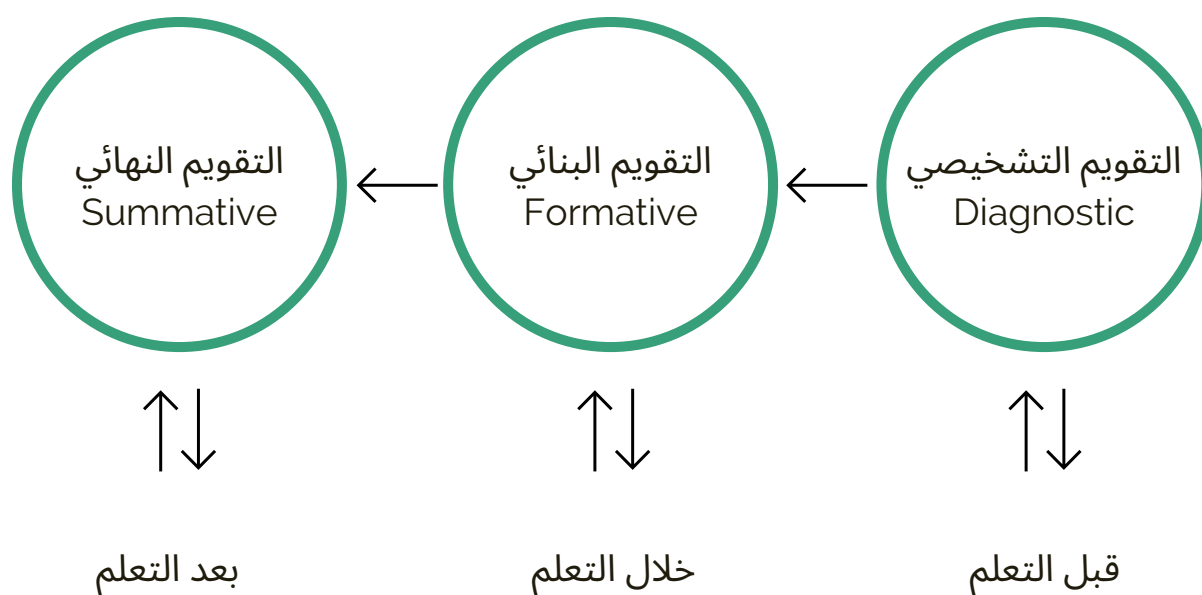 التقويم التشخيصي
Diagnostic
التقويم البنائي
Formative
التقويم النهائي
Summative
قبل التعلم
خلال التعلم
بعد التعلم